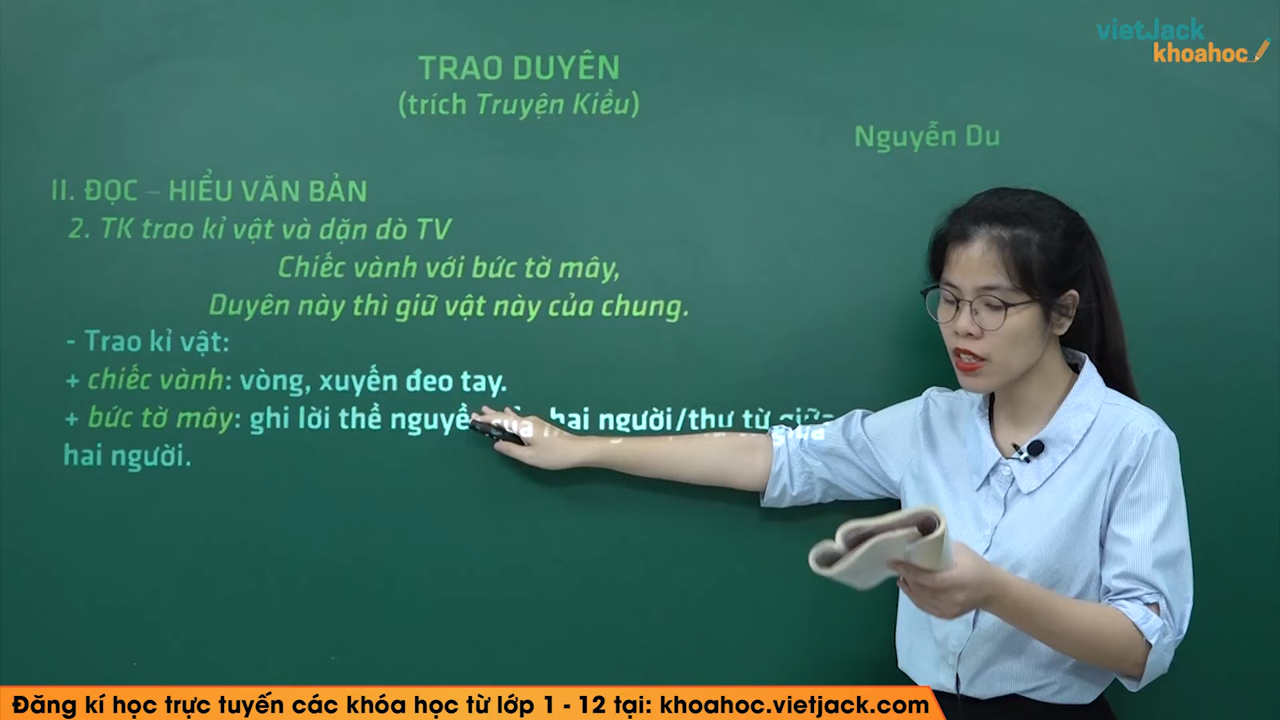 vietJack
khoahoc
TRAO DUYÊN
(trích Truyện Kiều)
Nguyễn Du
II. ĐỌC – HIỂU VĂN BẢN
2. TK trao kỉ vật và dặn dò TV
Chiếc vành với bức tờ mây,
Duyên này thì giữ vật này của chung.
- Trao kỉ vật:
+ chiếc vành: vòng, xuyến đeo tay.
+ bức tờ mây: ghi lời thề nguyền của hai người/thư từ giữa
hai người.
Đăng kí học trực tuyến các khóa học từ lớp 1 - 12 tại: khoahoc.vietjack.com